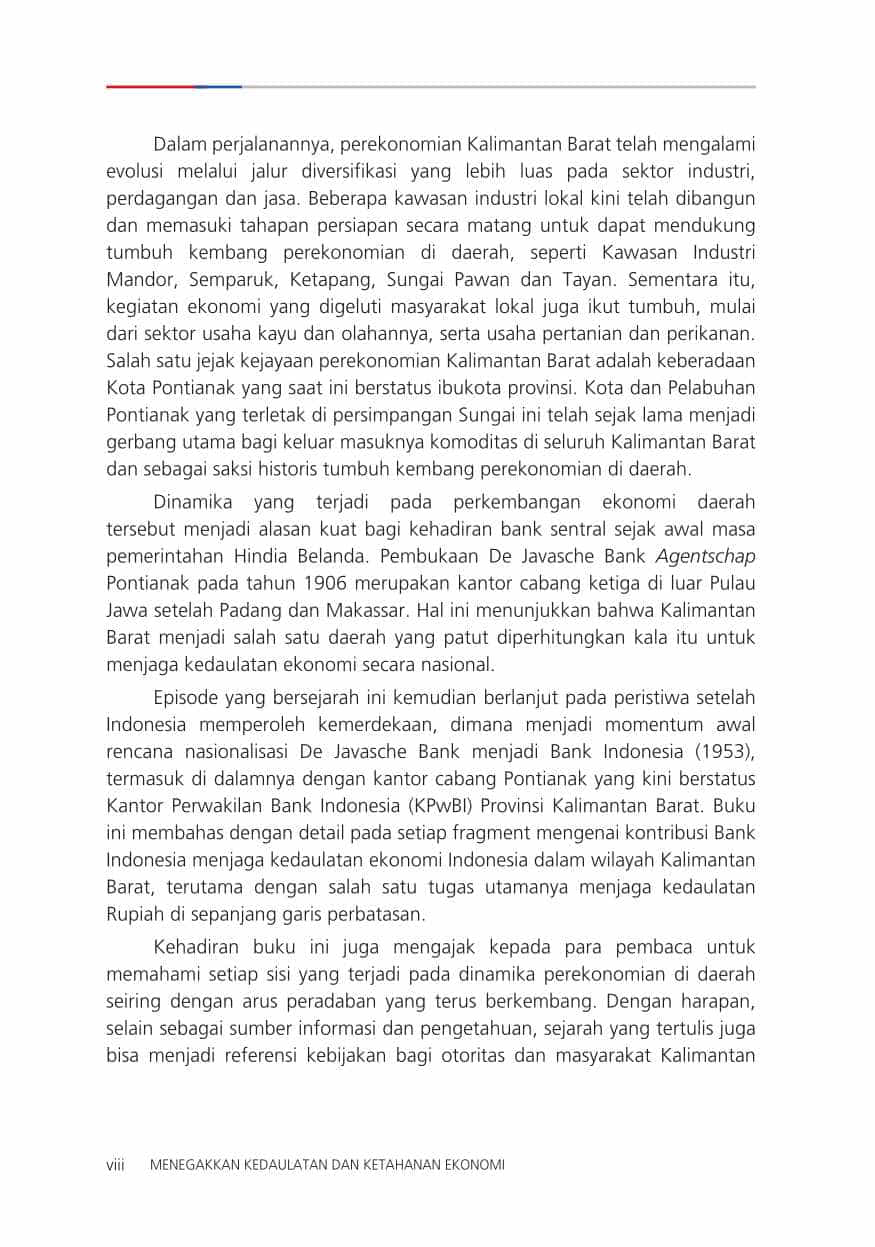 Dalam perjalanannya, perekonomian Kalimantan Barat telah mengalami
evolusi melalui jalur diversifikasi yang lebih luas pada sektor industri,
perdagangan dan jasa. Beberapa kawasan industri lokal kini telah dibangun
dan memasuki tahapan persiapan secara matang untuk dapat mendukung
tumbuh kembang perekonomian di daerah, seperti Kawasan Industri
Mandor, Semparuk, Ketapang, Sungai Pawan dan Tayan. Sementara itu,
kegiatan ekonomi yang digeluti masyarakat lokal juga ikut tumbuh, mulai
dari sektor usaha kayu dan olahannya, serta usaha pertanian dan perikanan.
Salah satu jejak kejayaan perekonomian Kalimantan Barat adalah keberadaan
Kota Pontianak yang saat ini berstatus ibukota provinsi. Kota dan Pelabuhan
Pontianak yang terletak di persimpangan Sungai ini telah sejak lama menjadi
gerbang utama bagi keluar masuknya komoditas di seluruh Kalimantan Barat
dan sebagai saksi historis tumbuh kembang perekonomian di daerah.
Dinamika yang terjadi pada perkembangan ekonomi daerah
tersebut menjadi alasan kuat bagi kehadiran bank sentral sejak awal masa
pemerintahan Hindia Belanda. Pembukaan De Javasche Bank Agentschap
Pontianak pada tahun 1906 merupakan kantor cabang ketiga di luar Pulau
Jawa setelah Padang dan Makassar. Hal ini menunjukkan bahwa Kalimantan
Barat menjadi salah satu daerah yang patut diperhitungkan kala itu untuk
menjaga kedaulatan ekonomi secara nasional.
Episode yang bersejarah ini kemudian berlanjut pada peristiwa setelah
Indonesia memperoleh kemerdekaan, dimana menjadi momentum awal
rencana nasionalisasi De Javasche Bank menjadi Bank Indonesia (1953),
termasuk di dalamnya dengan kantor cabang Pontianak yang kini berstatus
Kantor Perwakilan Bank Indonesia (KPwBI) Provinsi Kalimantan Barat. Buku
ini membahas dengan detail pada setiap fragment mengenai kontribusi Bank
Indonesia menjaga kedaulatan ekonomi Indonesia dalam wilayah Kalimantan
Barat, terutama dengan salah satu tugas utamanya menjaga kedaulatan
Rupiah di sepanjang garis perbatasan.
Kehadiran buku ini juga mengajak kepada para pembaca untuk
memahami setiap sisi yang terjadi pada dinamika perekonomian di daerah
seiring dengan arus peradaban yang terus berkembang. Dengan harapan,
selain sebagai sumber informasi dan pengetahuan, sejarah yang tertulis juga
bisa menjadi referensi kebijakan bagi otoritas dan masyarakat Kalimantan
viii MENEGAKKAN KEDAULATAN DAN KETAHANAN EKONOMI